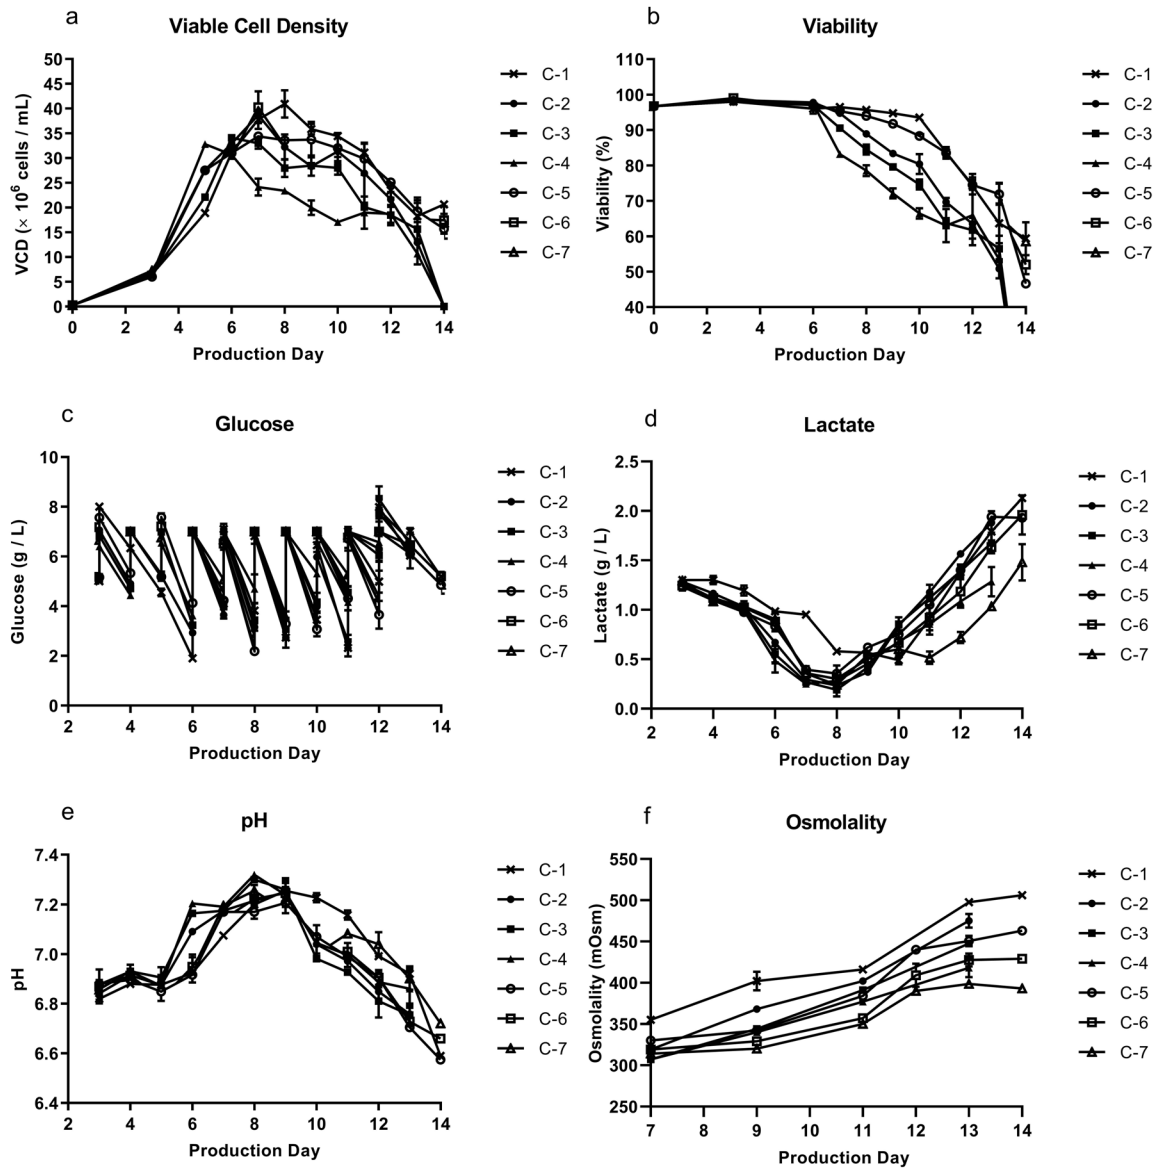 a
Viable Cell Density
VCD (× 10⁶ cells / mL)
50
45
40
35
30
25
20
15
10
5
0
0 2 4 6 8 10 12 14
Production Day
C-1
C-2
C-3
C-4
C-5
C-6
C-7
b
Viability
Viability (%)
110
100
90
80
70
60
50
40
0 2 4 6 8 10 12 14
Production Day
C-1
C-2
C-3
C-4
C-5
C-6
C-7
c
Glucose
Glucose (g / L)
10
8
6
4
2
0
2 4 6 8 10 12 14
Production Day
C-1
C-2
C-3
C-4
C-5
C-6
C-7
d
Lactate
Lactate (g / L)
2.5
2.0
1.5
1.0
0.5
0.0
2 4 6 8 10 12 14
Production Day
C-1
C-2
C-3
C-4
C-5
C-6
C-7
e
pH
pH
7.4
7.2
7.0
6.8
6.6
6.4
2 4 6 8 10 12 14
Production Day
C-1
C-2
C-3
C-4
C-5
C-6
C-7
f
Osmolality
Osmolality (mOsm)
550
500
450
400
350
300
250
7 8 9 10 11 12 13 14
Production Day
C-1
C-2
C-3
C-4
C-5
C-6
C-7